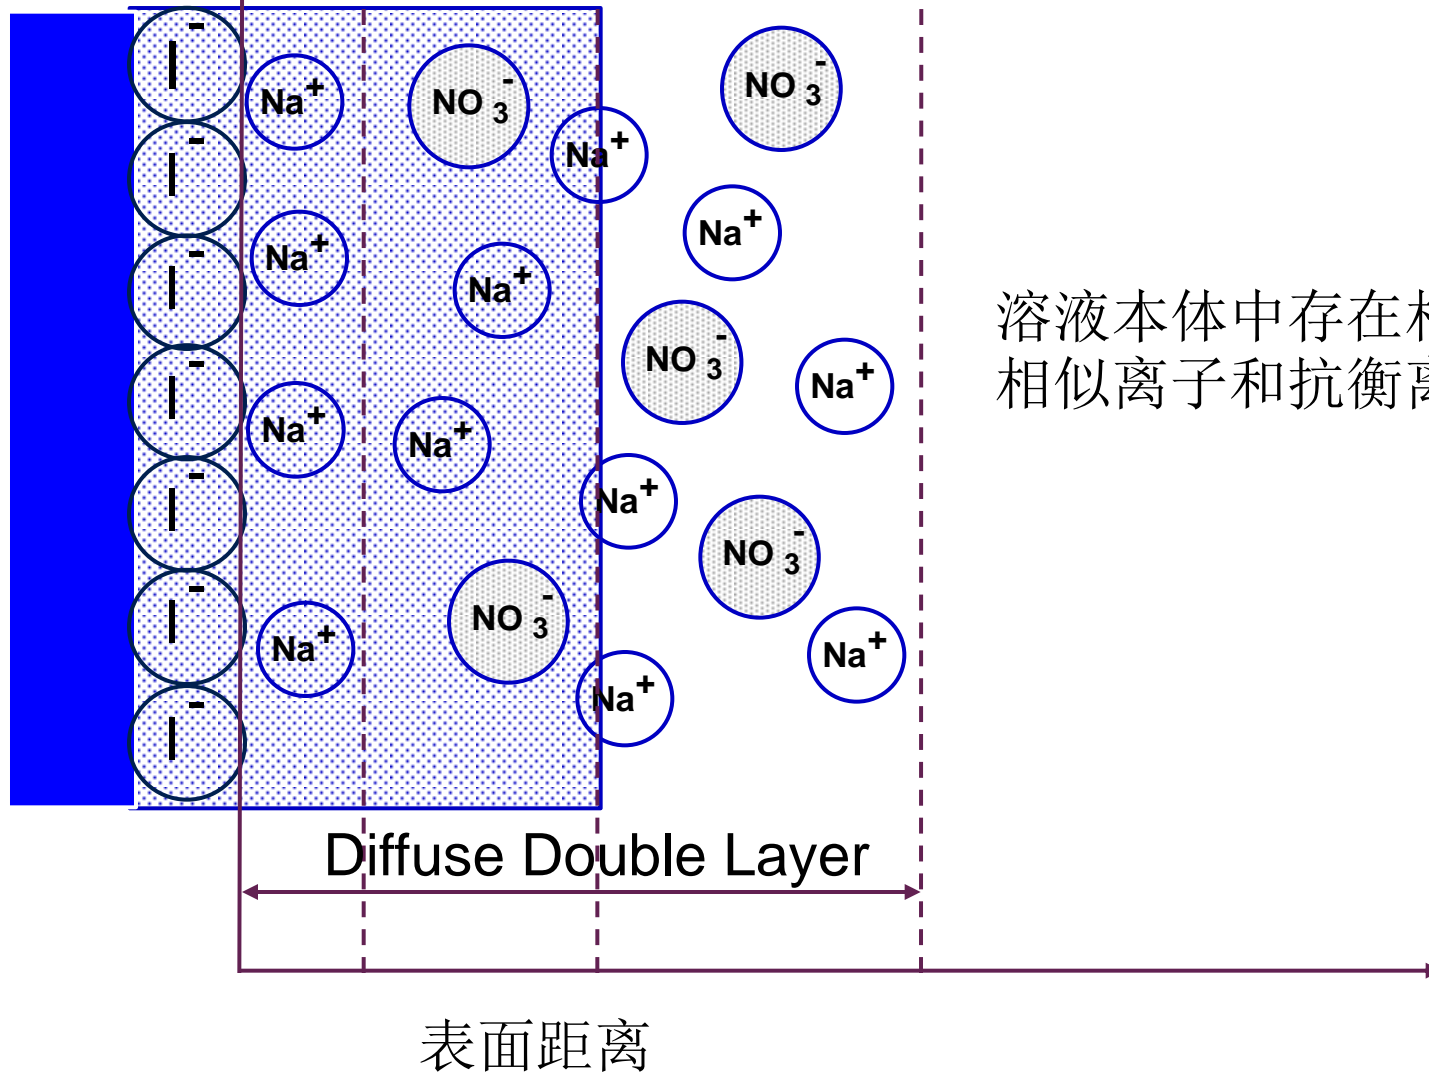 I-
Na+
NO3-
NO3-
Na+
I-
Na+
Na+
I-
Na+
溶液本体中存在
NO3-
Na+
相似离子和抗衡
I-
Na+
Na+
I-
Na+
NO3-
I-
NO3-
Na+
Na+
Na+
I-
Diffuse Double Layer
表面距离